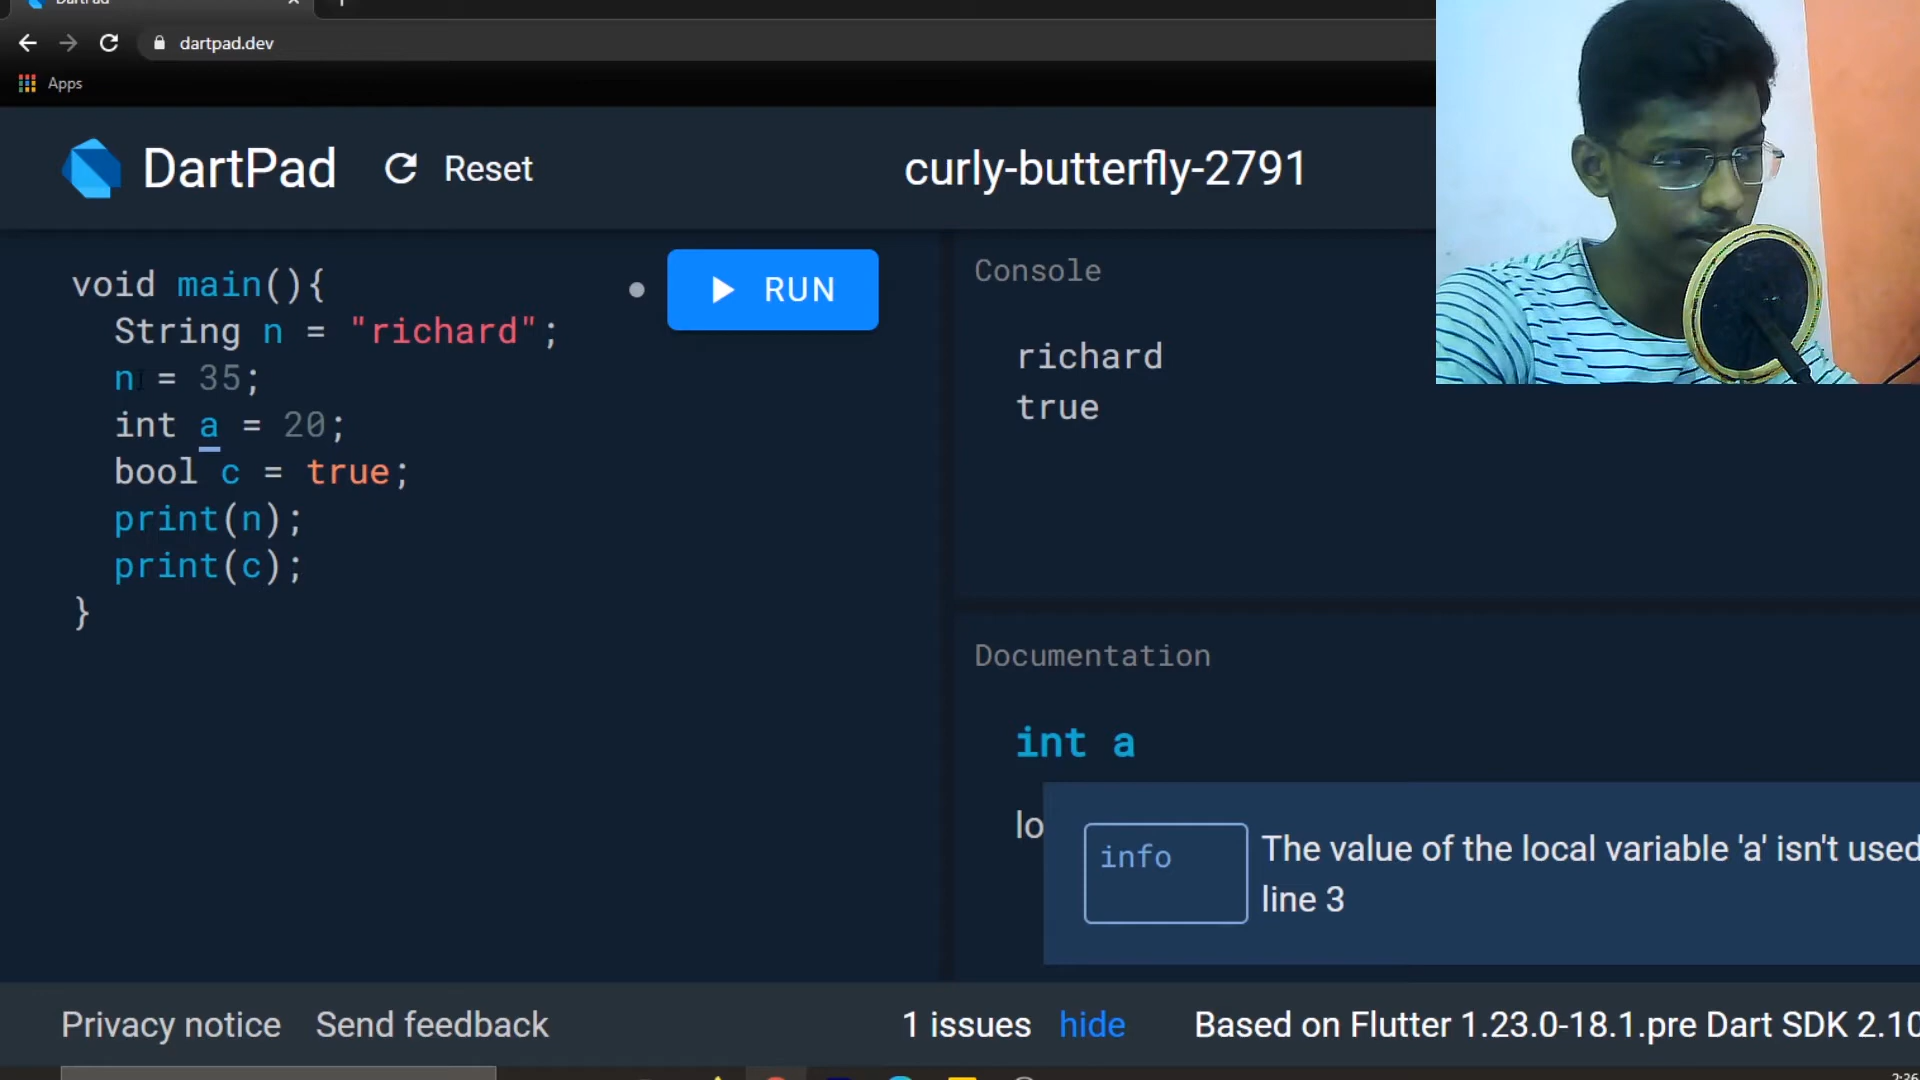 dartpad.dev
Apps
DartPad
Reset
curly-butterfly-2791
void main(){
String n = "richard";
n = 35;
int a = 20;
bool c = true;
print(n);
print(c);
}
RUN
Console
richard
true
Documentation
int a
lo
info
The value of the local variable 'a' isn't used
line 3
Privacy notice
Send feedback
1 issues
hide
Based on Flutter 1.23.0-18.1.pre Dart SDK 2.10